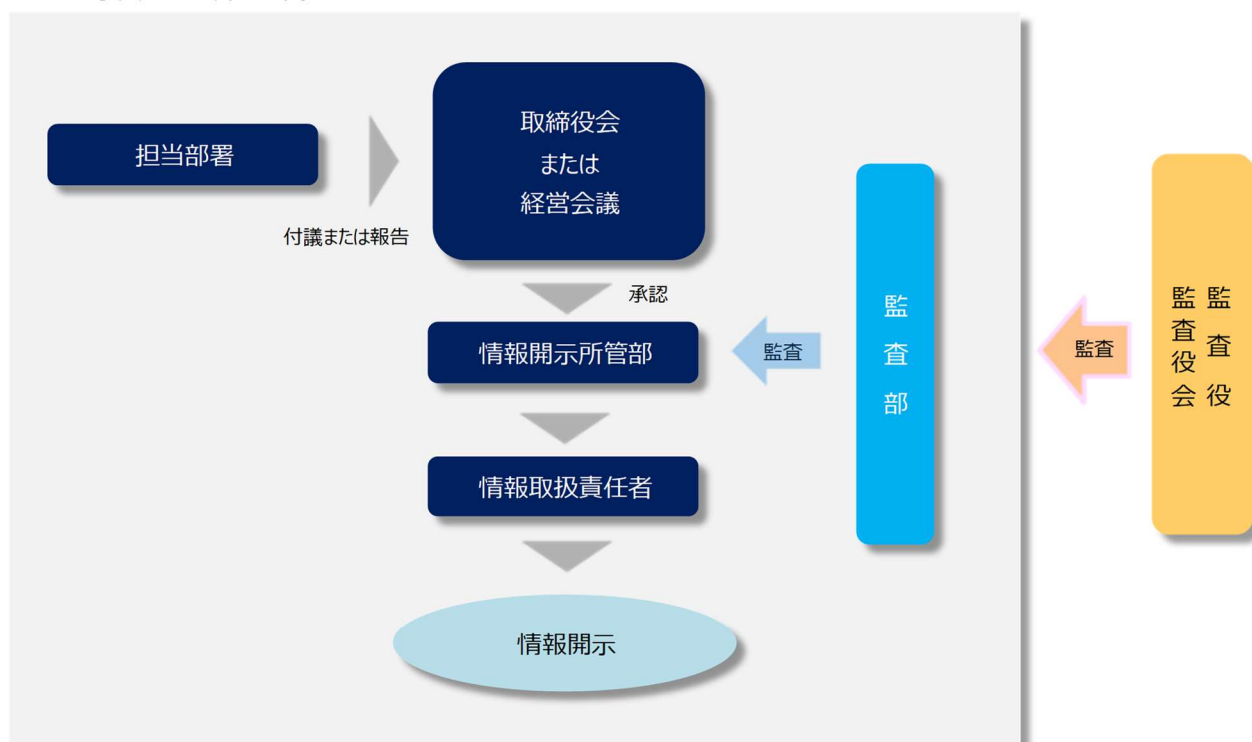 担当部署
付議または報告
取締役会
または
経営会議
承認
情報開示所管部
監査
監査部
監査
監査役
監査役会
情報取扱責任者
情報開示